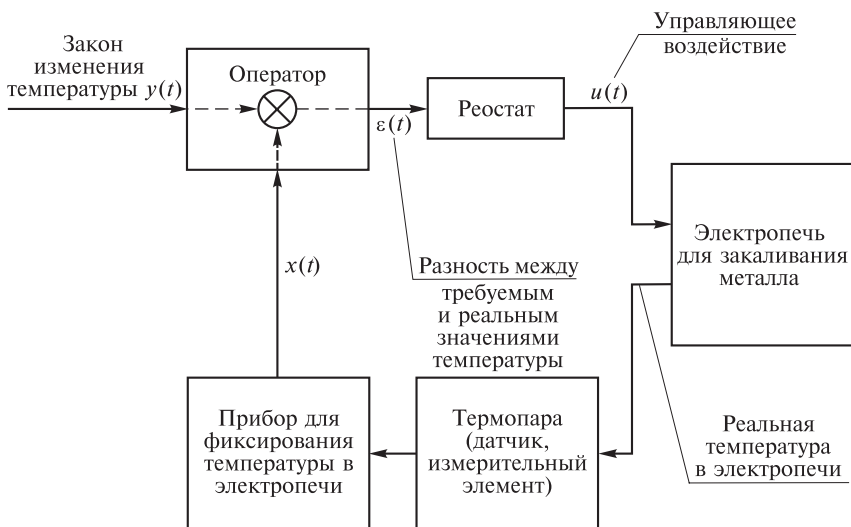 Закон
изменения
температуры y(t)
Оператор
ε(t)
Реостат
u(t)
Управляющее
воздействие
Электропечь
для закаливания
металла
x(t)
Разность между
требуемым
и реальным
значениями
температуры
Прибор для
фиксирования
температуры в
электропечи
Термопара
(датчик,
измерительный
элемент)
Реальная
температура
в электропечи